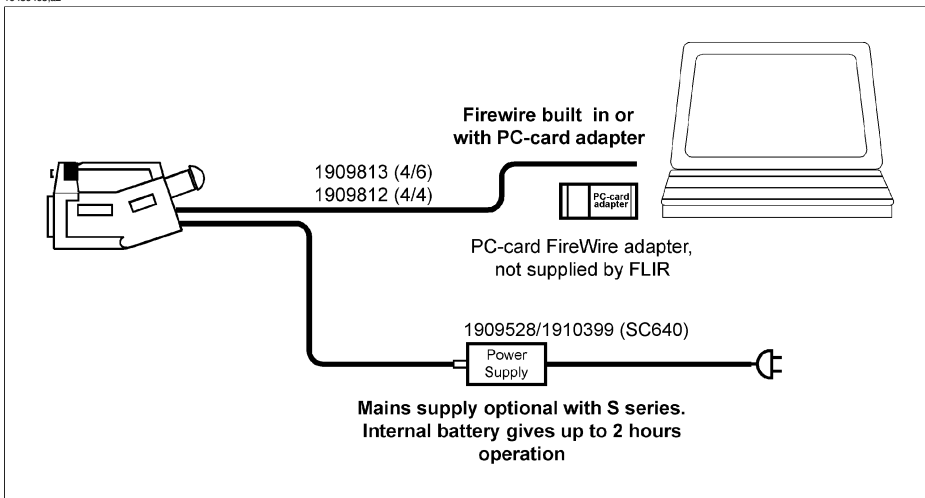 Firewire built in or
with PC-card adapter
1909813 (4/6)
1909812 (4/4)
PC-card
adapter
PC-card FireWire adapter,
not supplied by FLIR
1909528/1910399 (SC640)
Power
Supply
Mains supply optional with S series.
Internal battery gives up to 2 hours
operation